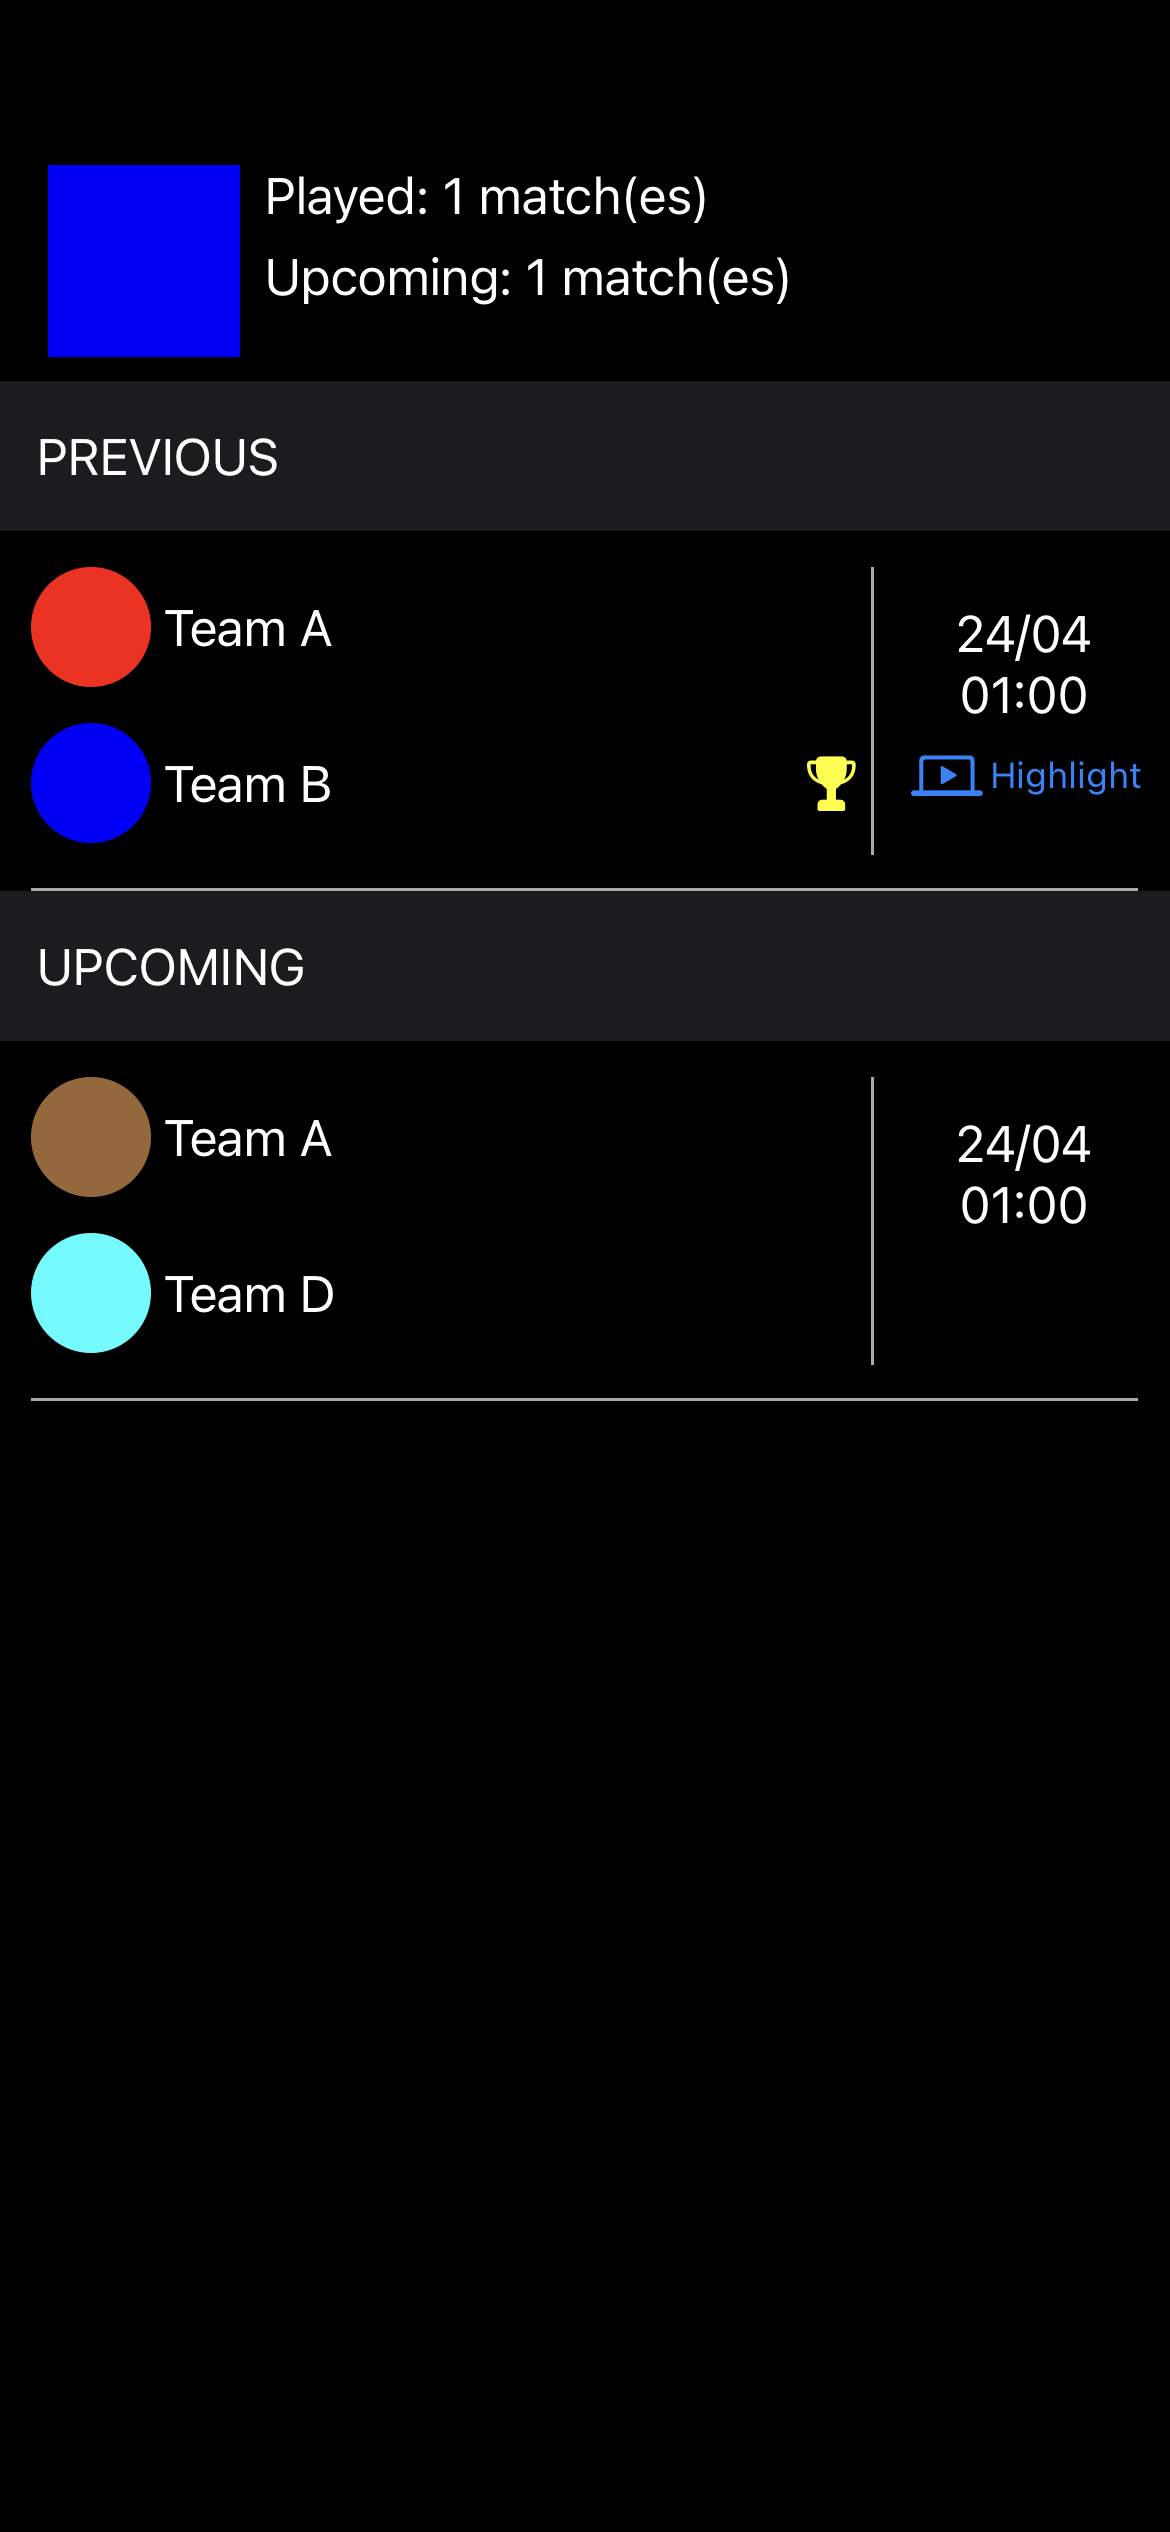 Played: 1 match(es)
Upcoming: 1 match(es)
PREVIOUS
Team A
24/04
01:00
Team B
Highlight
UPCOMING
Team A
24/04
01:00
Team D